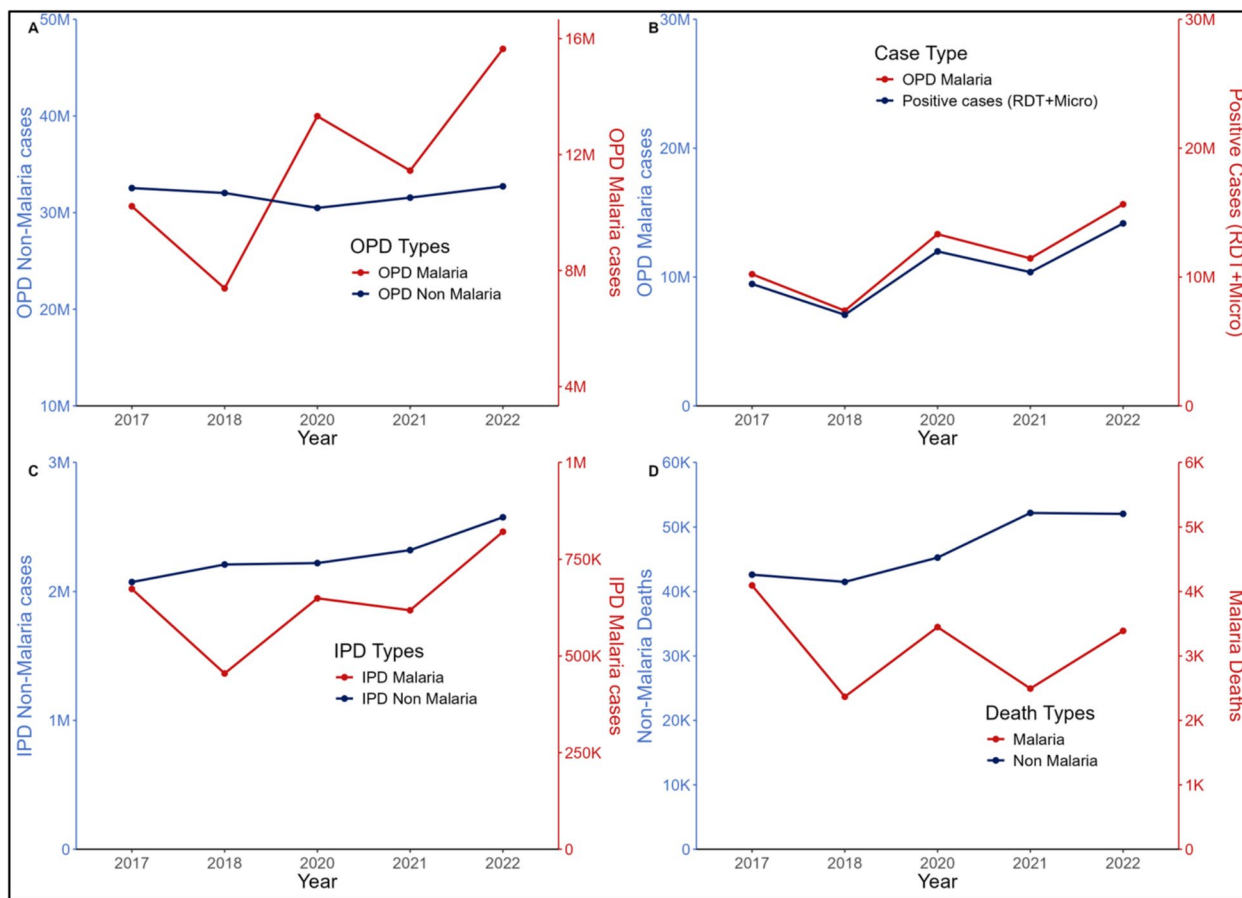 A
50M
40M
30M
20M
10M
OPD Non-Malaria cases
16M
12M
8M
4M
OPD Malaria cases
OPD Types
OPD Malaria
OPD Non Malaria
2017 2018 2020 2021 2022
Year
B
30M
20M
10M
0
OPD Malaria cases
30M
20M
10M
0
Positive Cases (RDT+Micro)
Case Type
OPD Malaria
Positive cases (RDT+Micro)
2017 2018 2020 2021 2022
Year
C
3M
2M
1M
0
IPD Non-Malaria cases
1M
750K
500K
250K
0
IPD Malaria cases
IPD Types
IPD Malaria
IPD Non Malaria
2017 2018 2020 2021 2022
Year
D
60K
50K
40K
30K
20K
10K
0
Non-Malaria Deaths
6K
5K
4K
3K
2K
1K
0
Malaria Deaths
Death Types
Malaria
Non Malaria
2017 2018 2020 2021 2022
Year